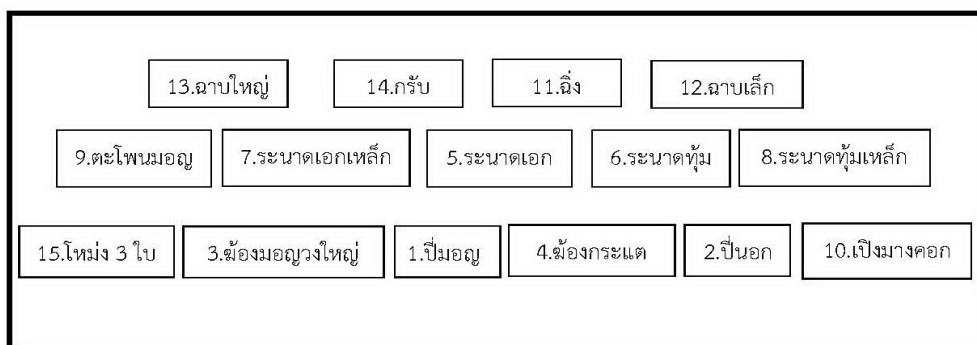 13.ฉาบใหญ่ 14.กรับ 11.ฉิ่ง 12.ฉาบเล็ก
9.ตะโพนมอญ 7.ระนาดเอกเหล็ก 5.ระนาดเอก 6.ระนาดทุ้ม 8.ระนาดทุ้มเหล็ก
15.โหม่ง 3 ใบ 3.ฆ้องมอญวงใหญ่ 1.ปี่มอญ 4.ฆ้องกระแต 2.ปี่นอก 10.เปิงมางคอก